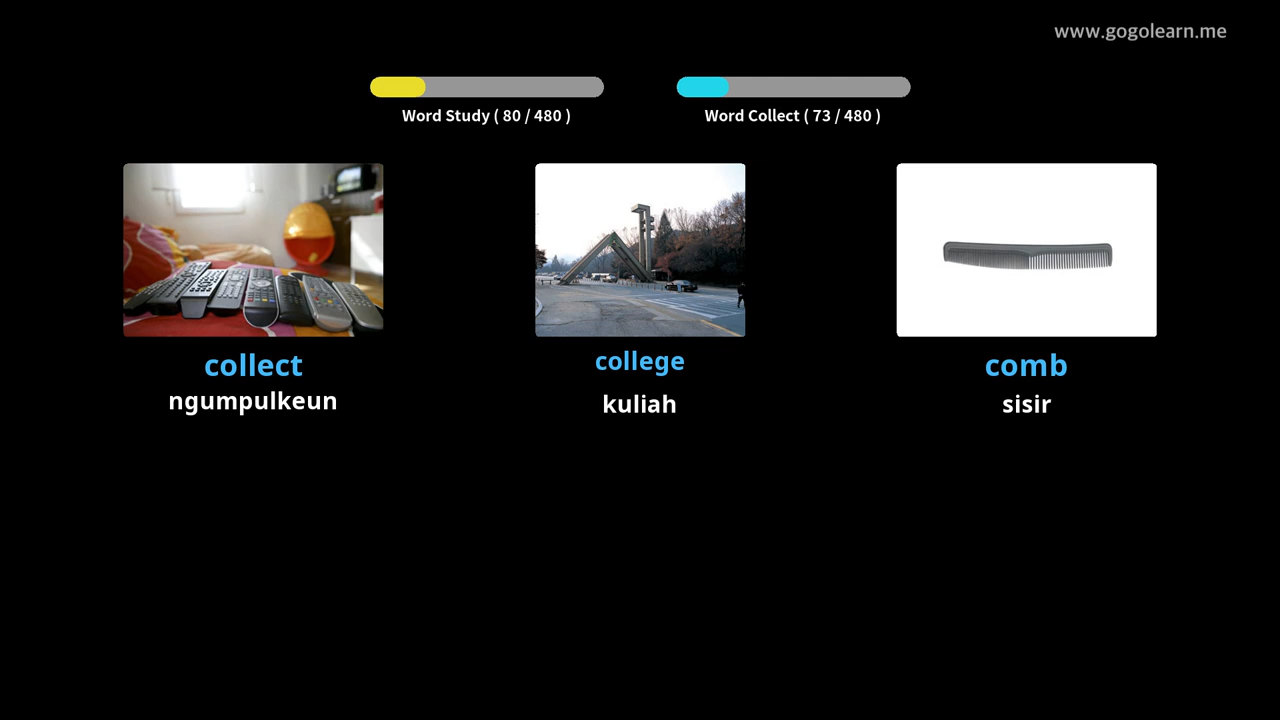 www.gogolearn.me
Word Study ( 80 / 480 )
Word Collect ( 73 / 480 )
collect
ngumpulkeun
college
kuliah
comb
sisir